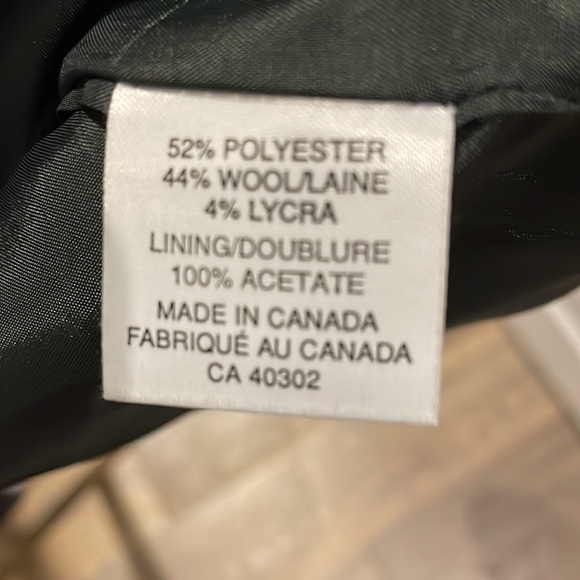 52% POLYESTER
44% WOOL/LAINE
4% LYCRA
LINING/DOUBLURE
100% ACETATE
MADE IN CANADA
FABRIQUÉ AU CANADA
CA 40302